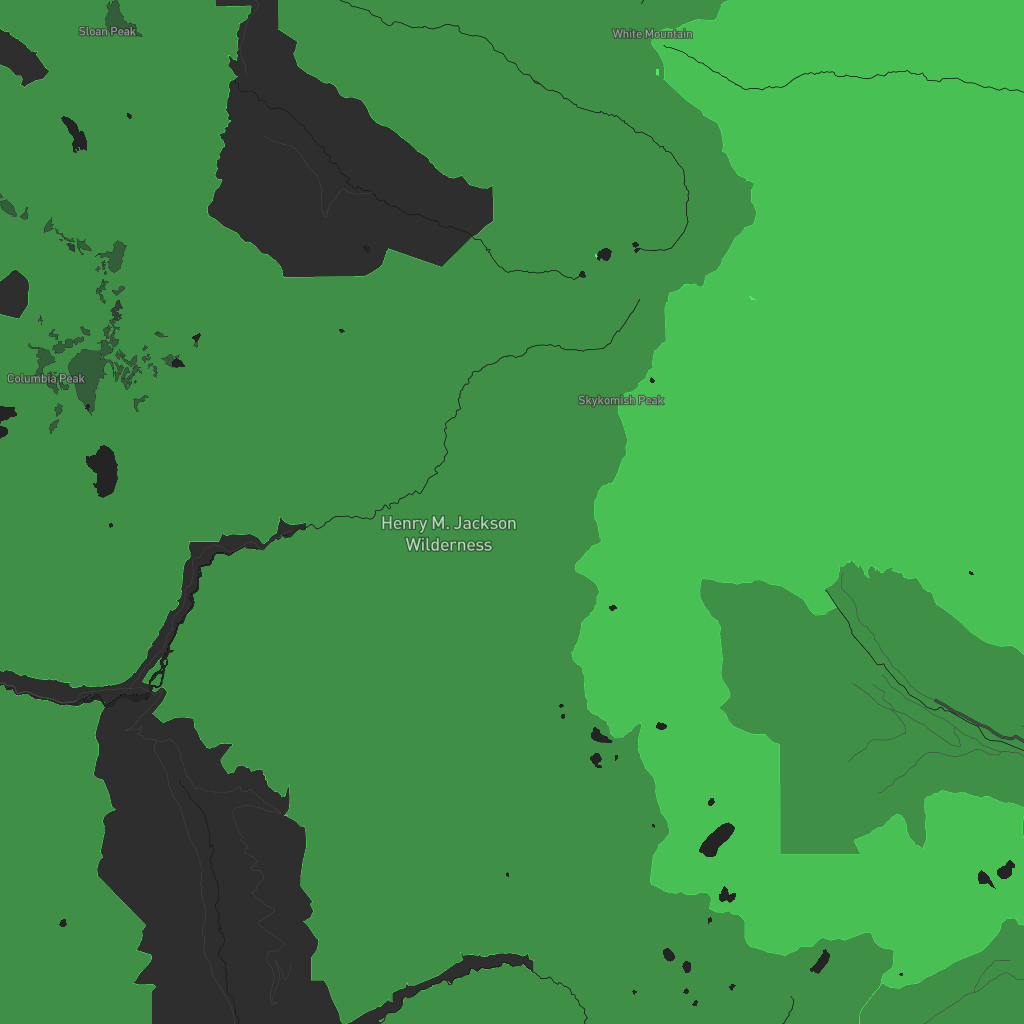 Sloan Peak
White Mountain
Columbia Peak
Skykomish Peak
Henry M. Jackson
Wilderness